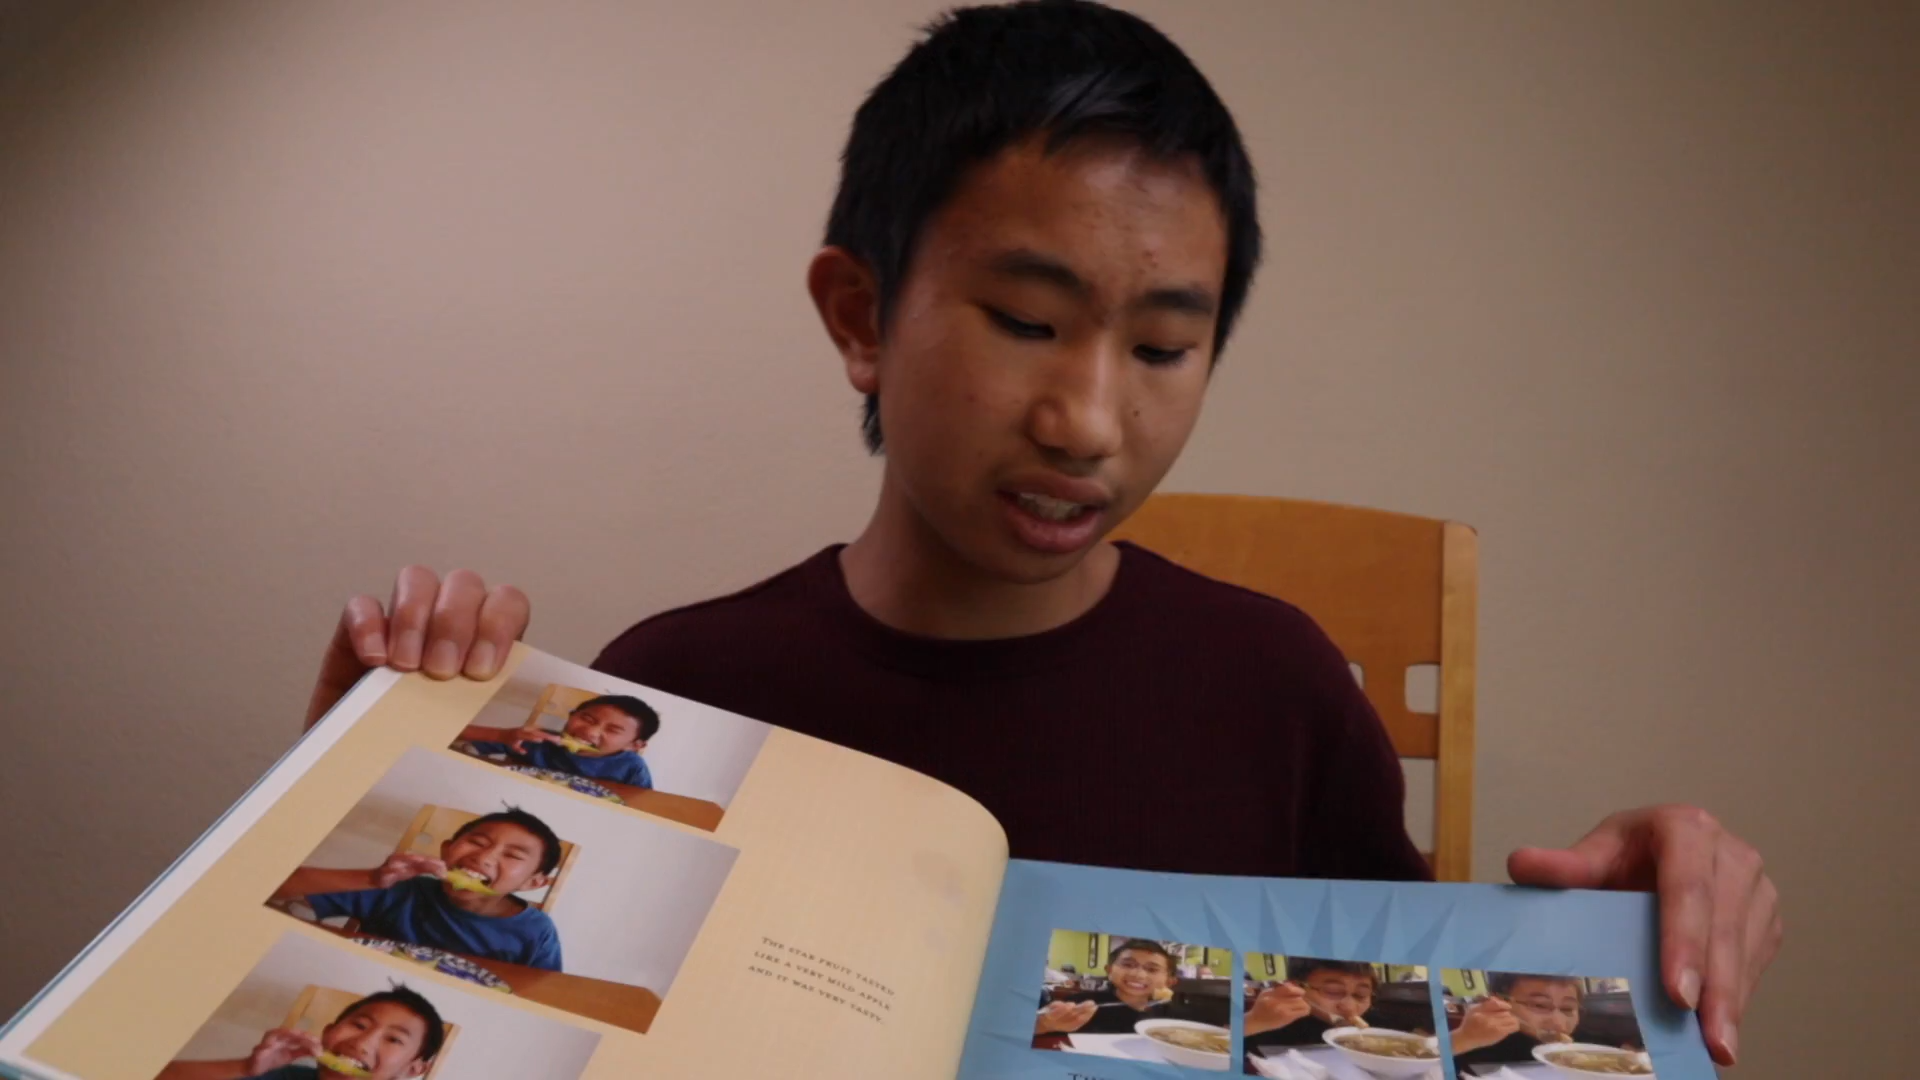 THE STAR FRUIT TASTED
LIKE A VERY MILD APPLE
AND IT WAS VERY TASTY.